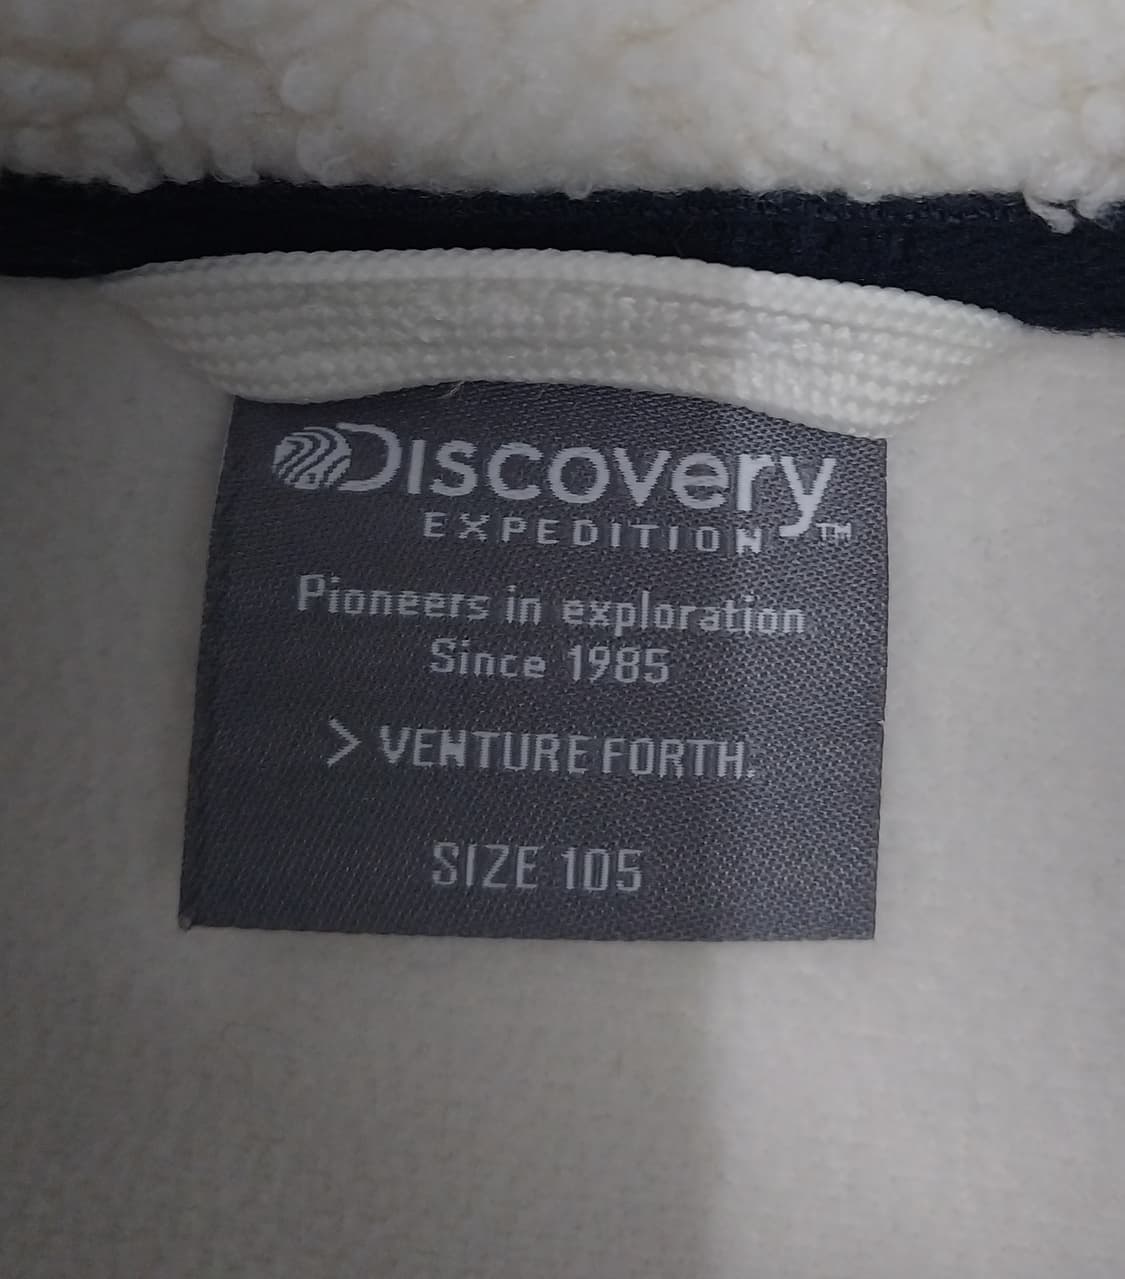 Discovery
EXPEDITION™
Pioneers in exploration
Since 1985
> VENTURE FORTH.
SIZE 105